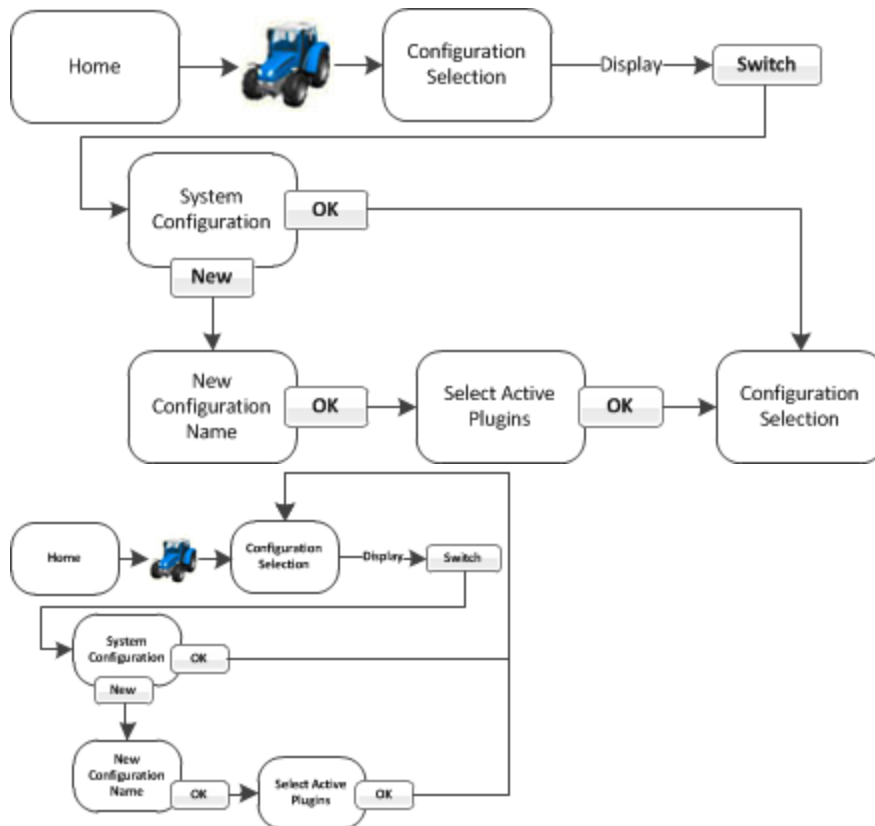 Home
Configuration
Selection
Display
Switch
System
Configuration
OK
New
New
Configuration
Name
OK
Select Active
Plugins
OK
Configuration
Selection
Home
Configuration
Selection
Display
Switch
System
Configuration
OK
New
New
Configuration
Name
OK
Select Active
Plugins
OK